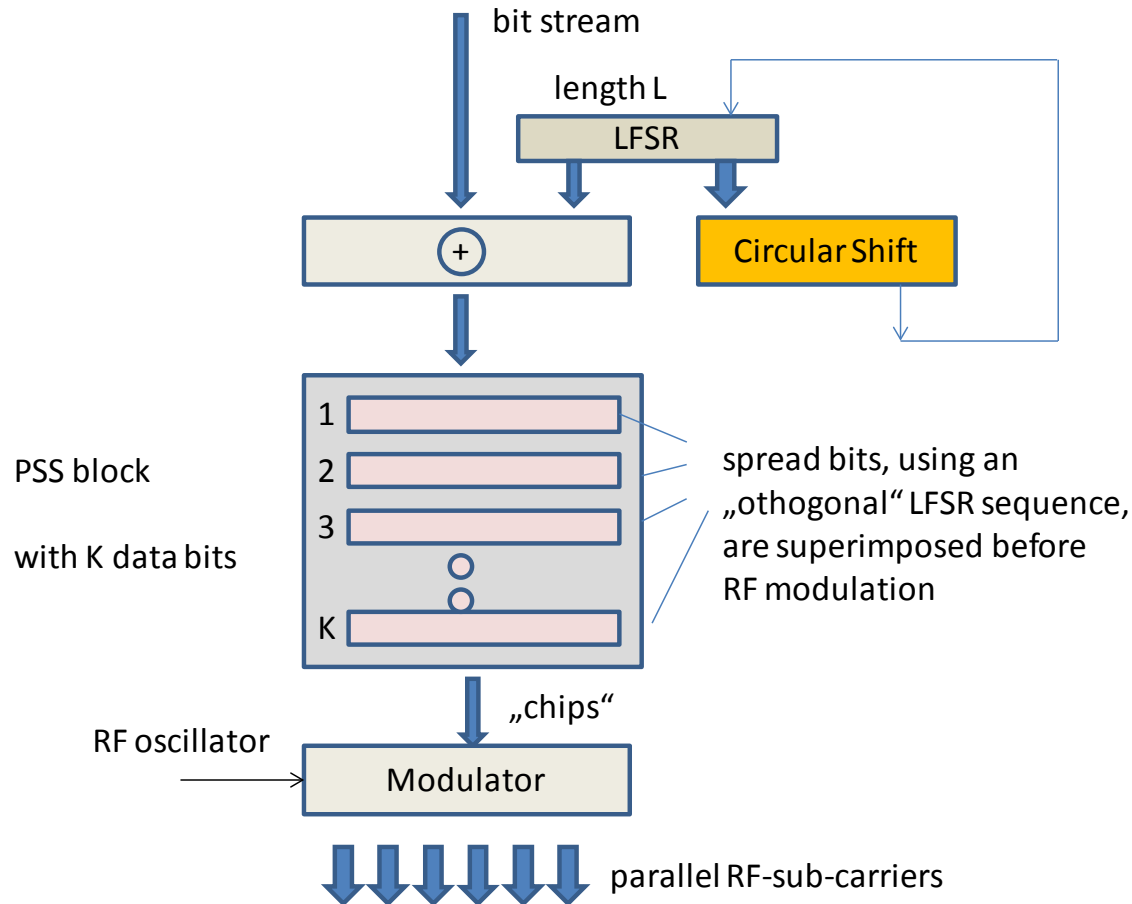 bit stream
length L
LFSR
+
Circular Shift
1
2
3
K
PSS block
with K data bits
spread bits, using an
„othogonal“ LFSR sequence,
are superimposed before
RF modulation
„chips“
RF oscillator
Modulator
parallel RF-sub-carriers